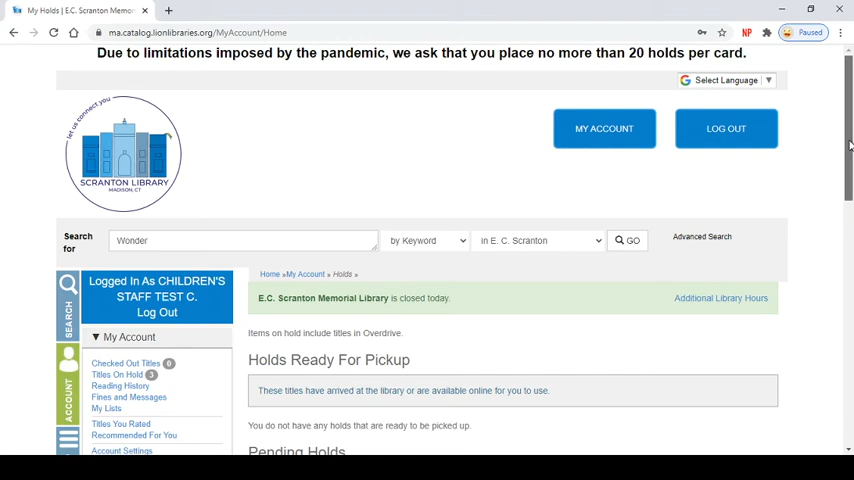 My Holds | E.C. Scranton Memor
ma.catalog.lionlibraries.org/MyAccount/Home
NP
Paused
Due to limitations imposed by the pandemic, we ask that you place no more than 20 holds per card.
G Select Language ▼
let us connect you
SCRANTON LIBRARY
MADISON, CT
MY ACCOUNT
LOG OUT
Search for
Wonder
by Keyword
in E. C. Scranton
GO
Advanced Search
SEARCH
ACCOUNT
Logged In As CHILDREN'S
STAFF TEST C.
Log Out
▼ My Account
Checked Out Titles 0
Titles On Hold 3
Reading History
Fines and Messages
My Lists
Titles You Rated
Recommended For You
Account Settings
Home »My Account » Holds »
E.C. Scranton Memorial Library is closed today.
Additional Library Hours
Items on hold include titles in Overdrive.
Holds Ready For Pickup
These titles have arrived at the library or are available online for you to use.
You do not have any holds that are ready to be picked up.
Pending Holds